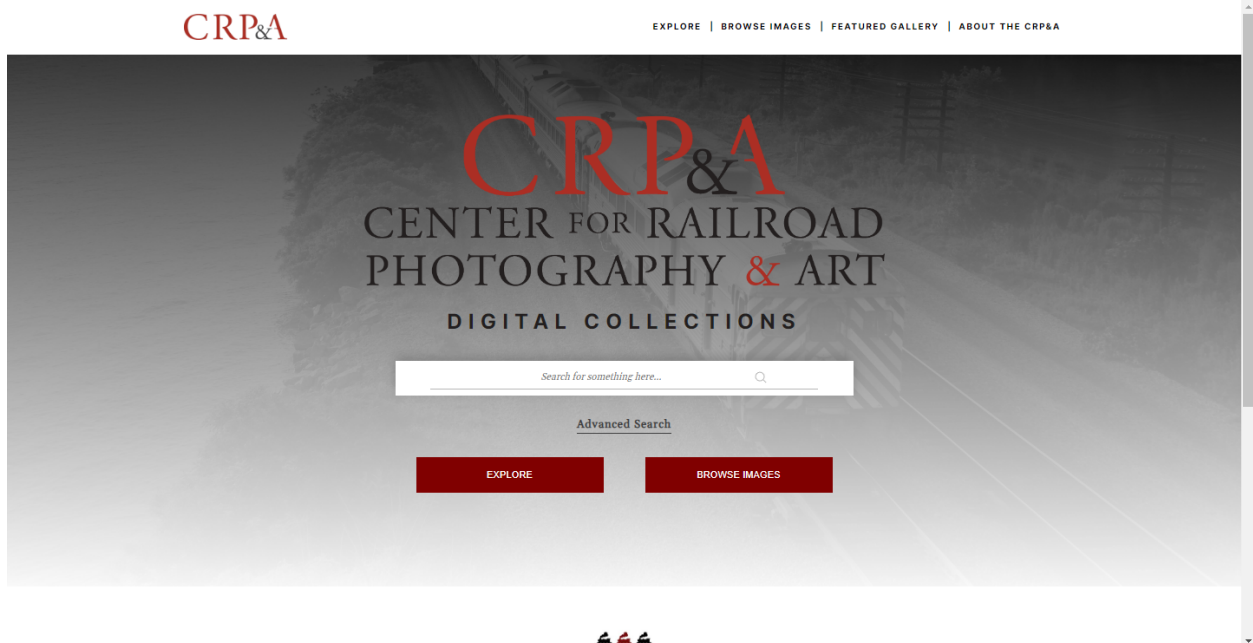 CRP&A
EXPLORE | BROWSE IMAGES | FEATURED GALLERY | ABOUT THE CRP&A
CRP&A
CENTER FOR RAILROAD
PHOTOGRAPHY & ART
DIGITAL COLLECTIONS
Search for something here...
Advanced Search
EXPLORE
BROWSE IMAGES